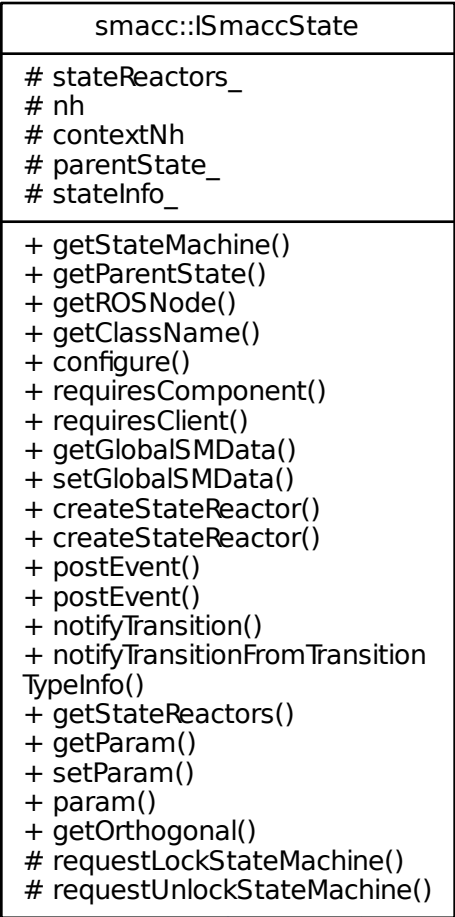 smacc::ISmaccState
# stateReactors_
# nh
# contextNh
# parentState_
# stateInfo_
+ getStateMachine()
+ getParentState()
+ getROSNode()
+ getClassName()
+ configure()
+ requiresComponent()
+ requiresClient()
+ getGlobalSMData()
+ setGlobalSMData()
+ createStateReactor()
+ createStateReactor()
+ postEvent()
+ postEvent()
+ notifyTransition()
+ notifyTransitionFromTransition
TypeInfo()
+ getStateReactors()
+ getParam()
+ setParam()
+ param()
+ getOrthogonal()
# requestLockStateMachine()
# requestUnlockStateMachine()